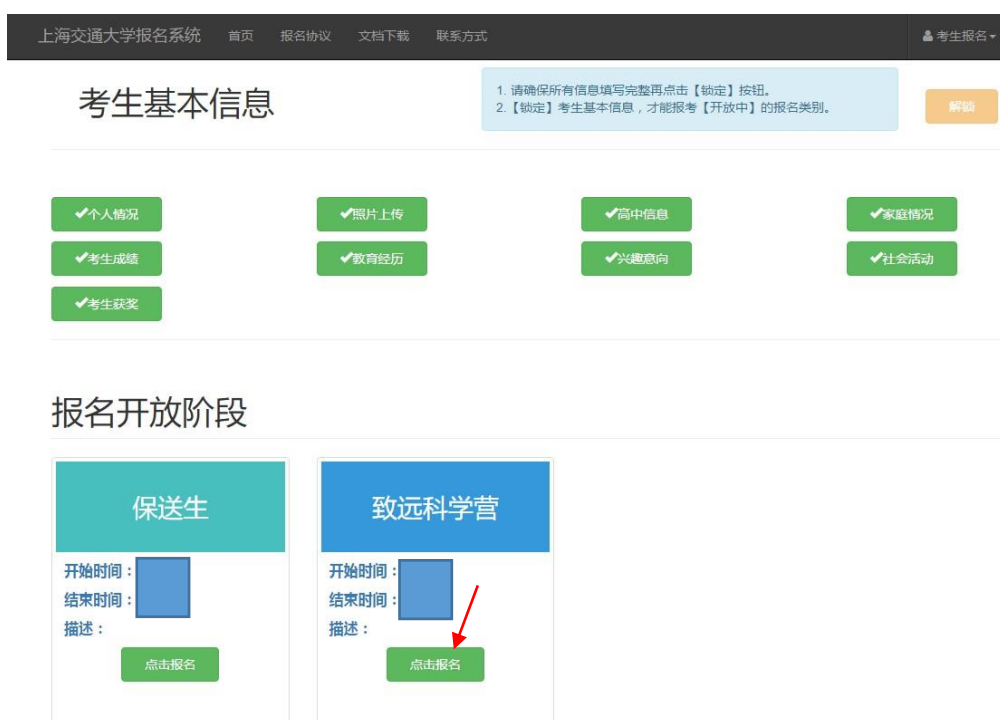 上海交通大学报名系统 首页 报名协议 文档下载 联系方式 考生报名
考生基本信息
1. 请确保所有信息填写完整再点击【锁定】按钮。
2.【锁定】考生基本信息，才能报考【开放中】的报名类别。
解锁
个人情况 照片上传 高中信息 家庭情况
考生成绩 教育经历 兴趣意向 社会活动
考生获奖
报名开放阶段
保送生
开始时间：
结束时间：
描述：
点击报名
致远科学营
开始时间：
结束时间：
描述：
点击报名